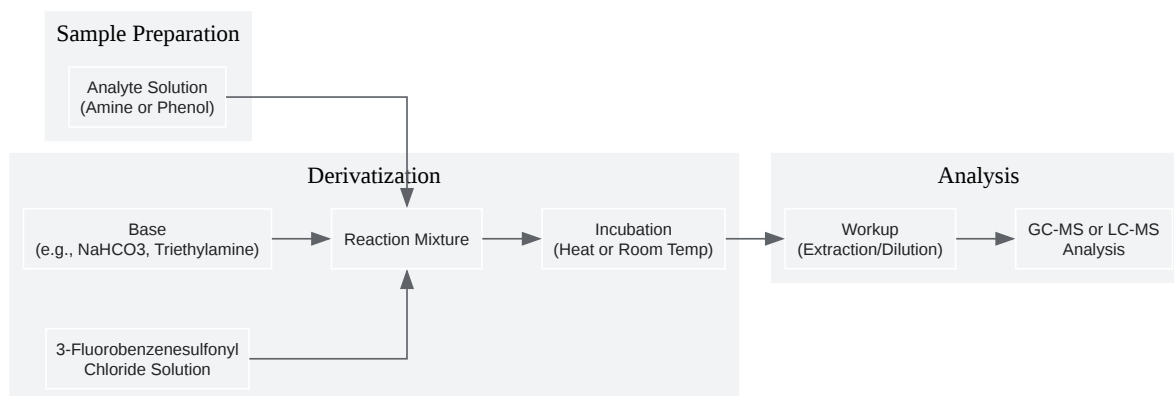 Sample Preparation
Analyte Solution
(Amine or Phenol)
Derivatization
Base
(e.g., NaHCO3, Triethylamine)
Reaction Mixture
Incubation
(Heat or Room Temp)
3-Fluorobenzenesulfonyl
Chloride Solution
Analysis
Workup
(Extraction/Dilution)
GC-MS or LC-MS
Analysis